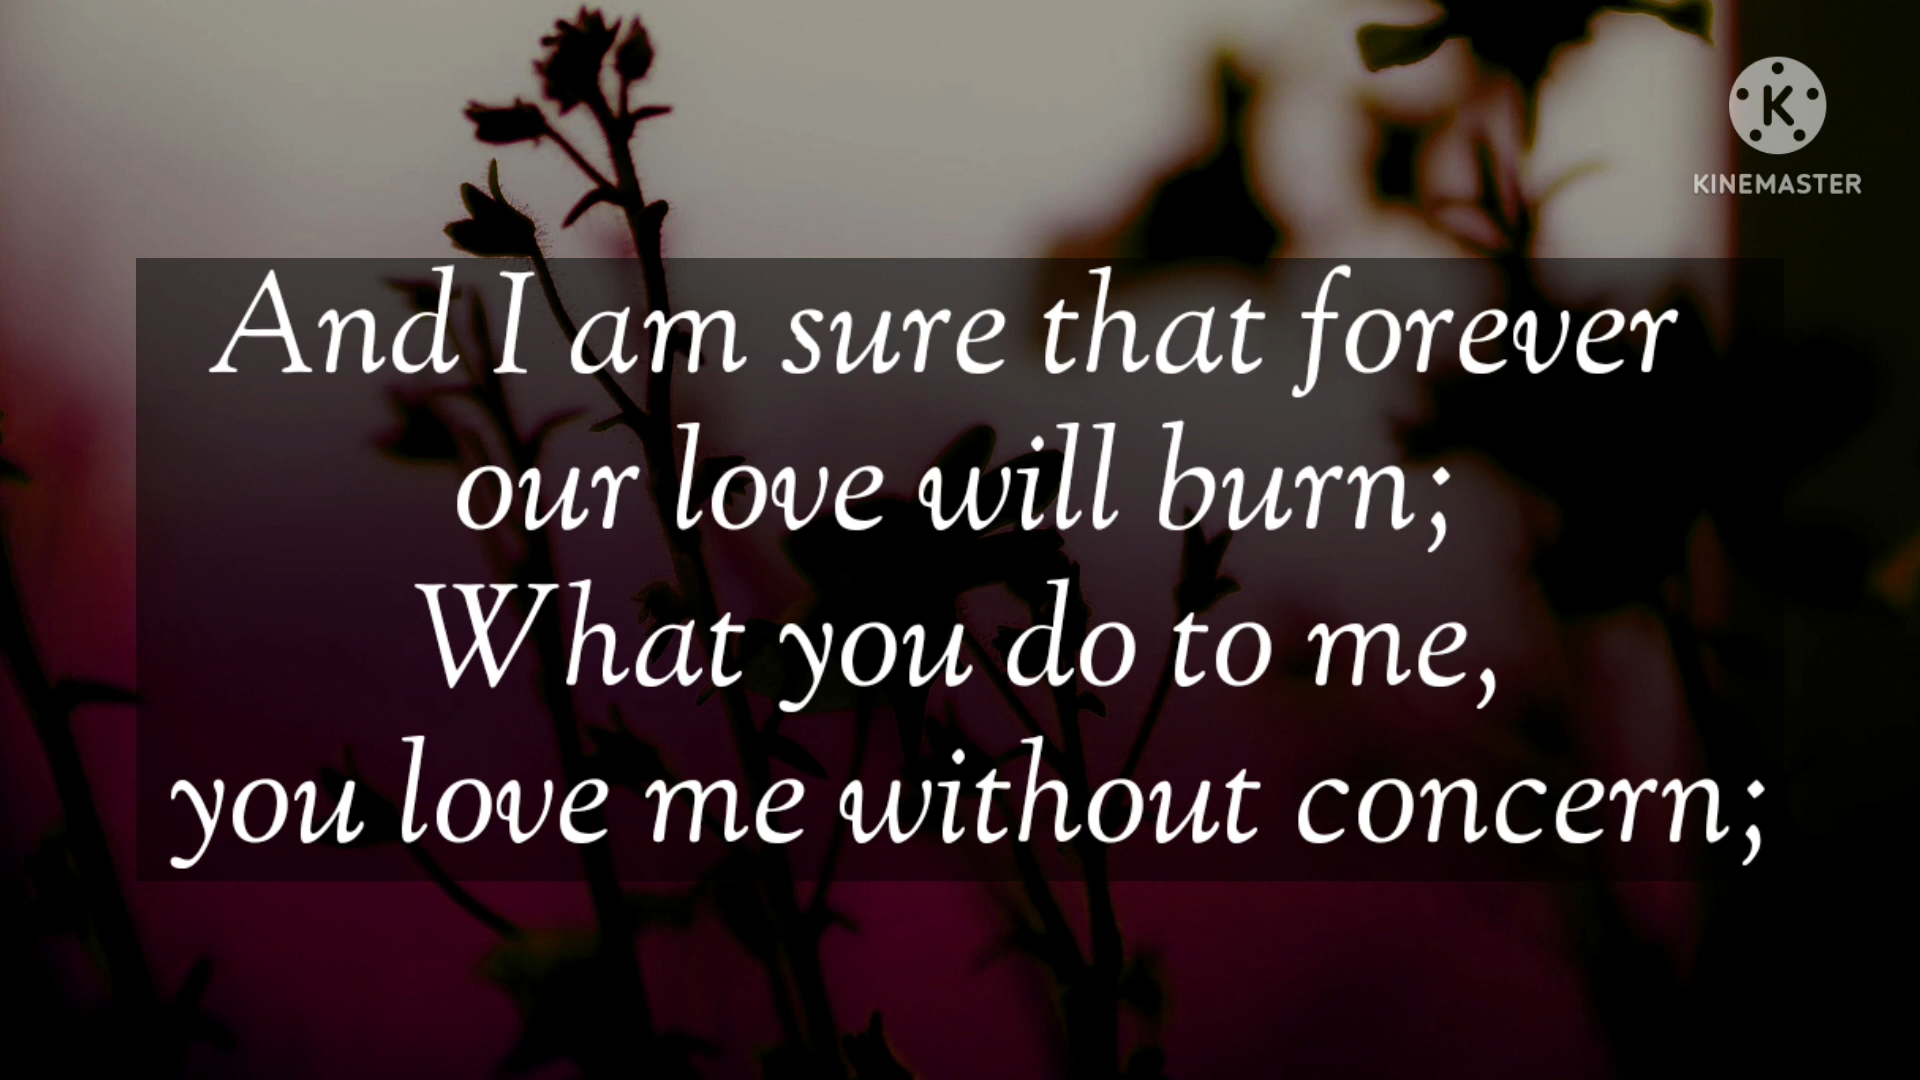 K
KINEMASTER
And I am sure that forever
our love will burn;
What you do to me,
you love me without concern;